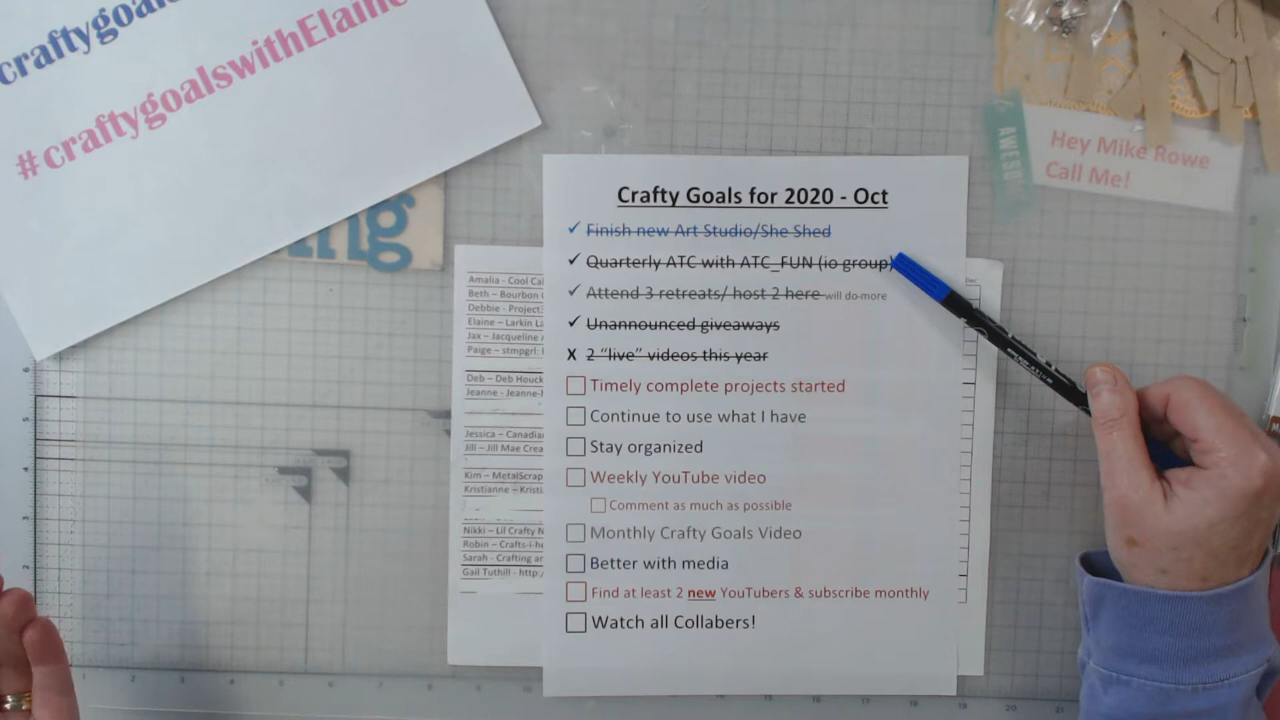 #craftygoalswithElaine
Hey Mike Rowe
Call Me!
Crafty Goals for 2020 - Oct
✓ Finish new Art Studio/She Shed
✓ Quarterly ATC with ATC_FUN (io group)
✓ Attend 3 retreats/ host 2 here will do more
✓ Unannounced giveaways
X 2 "live" videos this year
Timely complete projects started
Continue to use what I have
Stay organized
Weekly YouTube video
Comment as much as possible
Monthly Crafty Goals Video
Better with media
Find at least 2 new YouTubers & subscribe monthly
Watch all Collabers!
Amalia - Cool
Beth – Bourbon
Debbie - Project
Elaine – Larkin
Jax – Jacqueline
Paige – stmpgrl:
Deb – Deb Houck
Jeanne - Jeanne-
Jessica – Canadia
Jill – Jill Mae Crea
Kim – MetalScrap
Kristianne – Kristi
Nikki – Lil Crafty
Robin – Crafts-i-he
Sarah - Crafting
Gail Tuthill - http:/